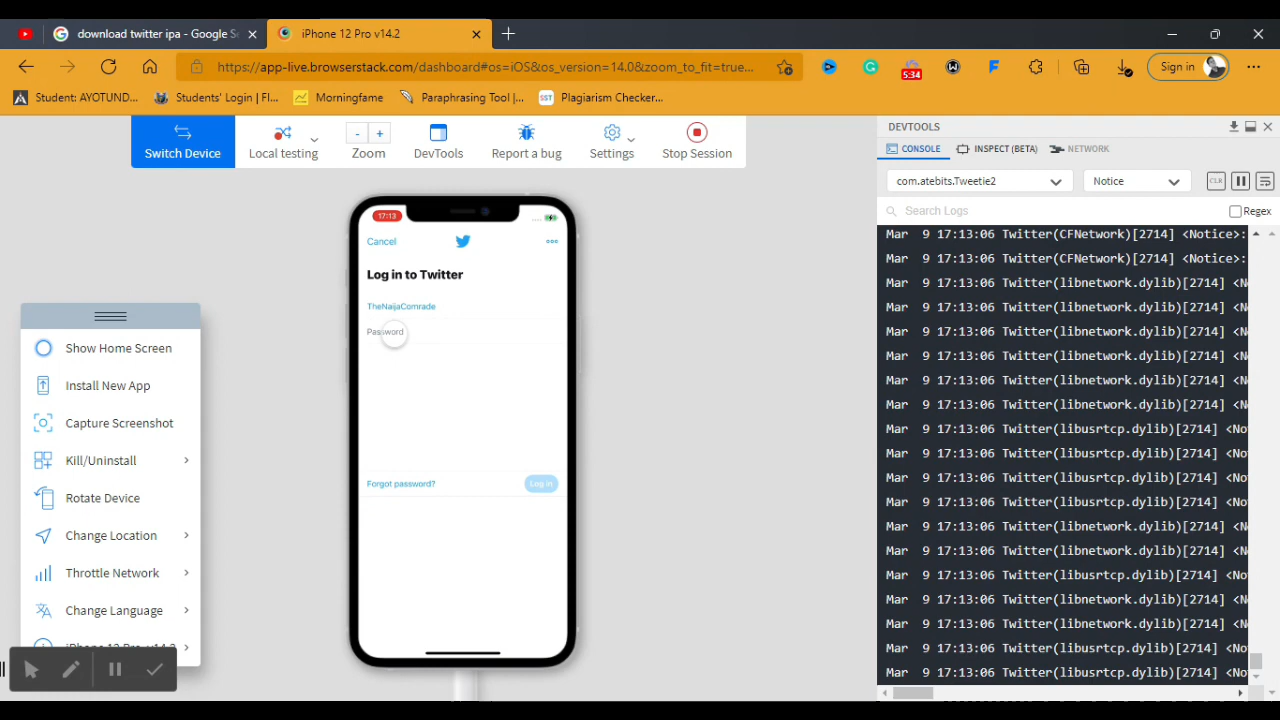 download twitter ipa - Google Se
iPhone 12 Pro v14.2
https://app-live.browserstack.com/dashboard#os=iOS&os_version=14.0&zoom_to_fit=true...
5:34
Sign in
Student: AYOTUND...
Students' Login | Fl...
Morningfame
Paraphrasing Tool |...
SST
Plagiarism Checker...
Switch Device
Local testing
- +
Zoom
DevTools
Report a bug
Settings
Stop Session
DEVTOOLS
CONSOLE
INSPECT (BETA)
NETWORK
com.atebits.Tweetie2
Notice
CLR
Search Logs
Regex
17:13
Cancel
Log in to Twitter
TheNaijaComrade
Password
Forgot password?
Log in
Show Home Screen
Install New App
Capture Screenshot
Kill/Uninstall
Rotate Device
Change Location
Throttle Network
Change Language
iPhone 12 Pro v14.2
Mar 9 17:13:06 Twitter(CFNetwork)[2714] <Notice>:
Mar 9 17:13:06 Twitter(CFNetwork)[2714] <Notice>:
Mar 9 17:13:06 Twitter(libnetwork.dylib)[2714] <N
Mar 9 17:13:06 Twitter(libnetwork.dylib)[2714] <N
Mar 9 17:13:06 Twitter(libnetwork.dylib)[2714] <N
Mar 9 17:13:06 Twitter(libnetwork.dylib)[2714] <N
Mar 9 17:13:06 Twitter(libnetwork.dylib)[2714] <N
Mar 9 17:13:06 Twitter(libnetwork.dylib)[2714] <N
Mar 9 17:13:06 Twitter(libusrtcp.dylib)[2714] <No
Mar 9 17:13:06 Twitter(libusrtcp.dylib)[2714] <No
Mar 9 17:13:06 Twitter(libusrtcp.dylib)[2714] <No
Mar 9 17:13:06 Twitter(libusrtcp.dylib)[2714] <No
Mar 9 17:13:06 Twitter(libnetwork.dylib)[2714] <N
Mar 9 17:13:06 Twitter(libnetwork.dylib)[2714] <N
Mar 9 17:13:06 Twitter(libusrtcp.dylib)[2714] <No
Mar 9 17:13:06 Twitter(libusrtcp.dylib)[2714] <No
Mar 9 17:13:06 Twitter(libnetwork.dylib)[2714] <N
Mar 9 17:13:06 Twitter(libusrtcp.dylib)[2714] <No
Mar 9 17:13:06 Twitter(libusrtcp.dylib)[2714] <No